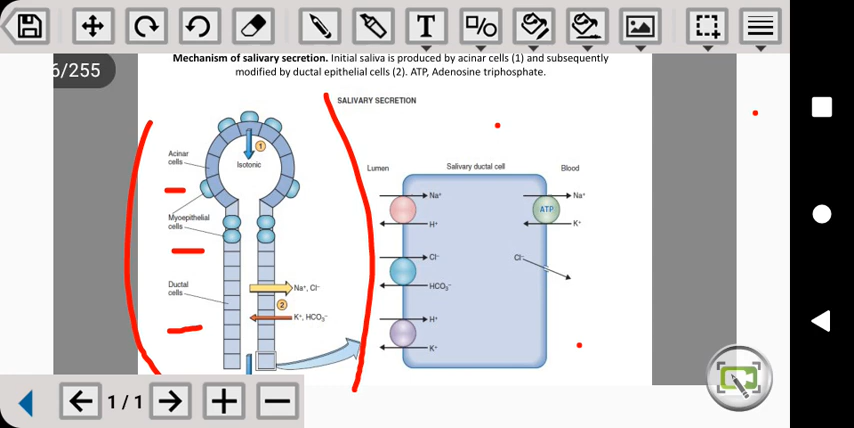 T
6/255
Mechanism of salivary secretion. Initial saliva is produced by acinar cells (1) and subsequently
modified by ductal epithelial cells (2). ATP, Adenosine triphosphate.
SALIVARY SECRETION
Acinar
cells
1
Isotonic
Myoepithelial
cells
Ductal
cells
Na⁺, Cl⁻
2
K⁺, HCO₃⁻
Lumen
Salivary ductal cell
Blood
Na⁺
H⁺
Cl⁻
HCO₃⁻
H⁺
K⁺
ATP
Na⁺
K⁺
Cl⁻
1 / 1